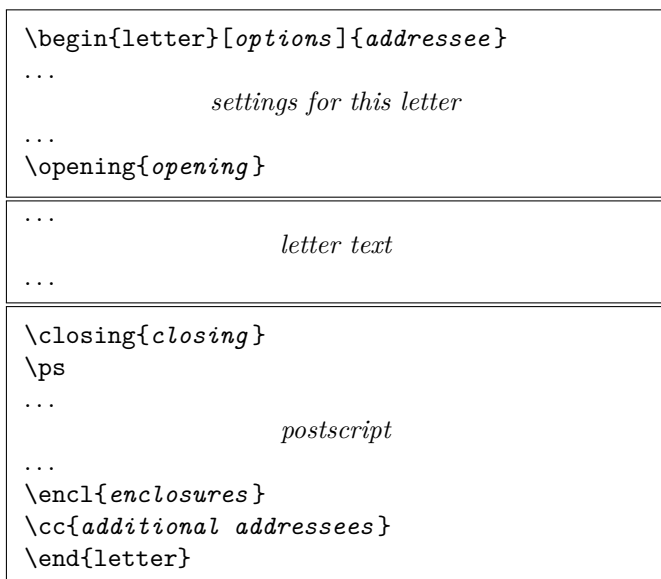 \begin{letter}[options]{addressee}
...
settings for this letter
...
\opening{opening}
...
letter text
...
\closing{closing}
\ps
...
postscript
...
\encl{enclosures}
\cc{additional addressees}
\end{letter}